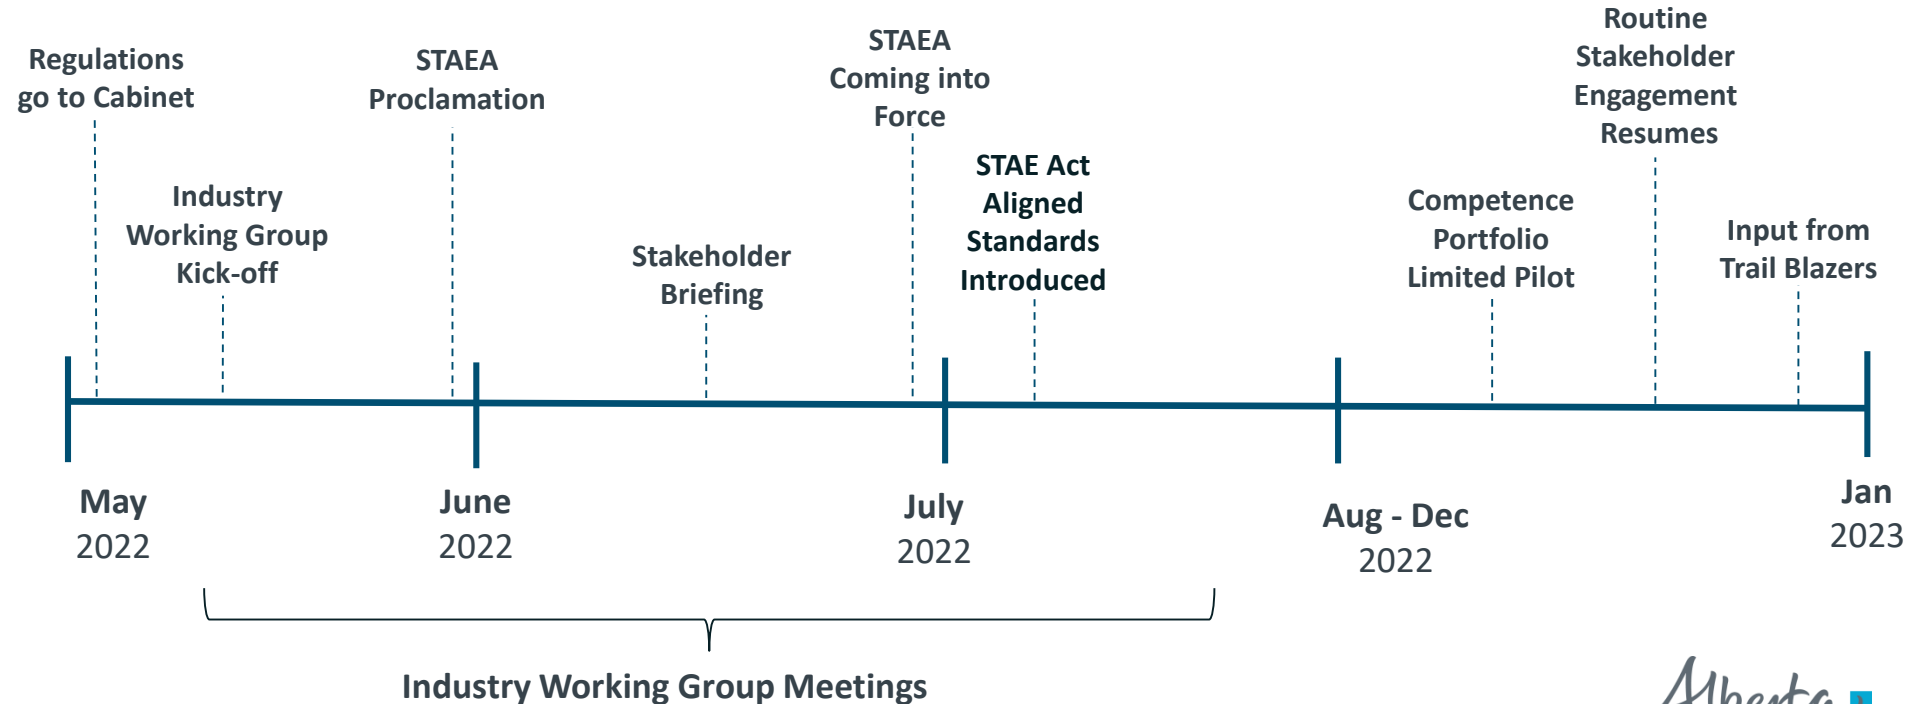 Regulations
go to Cabinet
Industry
Working Group
Kick-off
STAEA
Proclamation
Stakeholder
Briefing
STAEA
Coming into
Force
STAE Act
Aligned
Standards
Introduced
Competence
Portfolio
Limited Pilot
Routine
Stakeholder
Engagement
Resumes
Input from
Trail Blazers
May
2022
June
2022
July
2022
Aug - Dec
2022
Jan
2023
Industry Working Group Meetings
Alberta